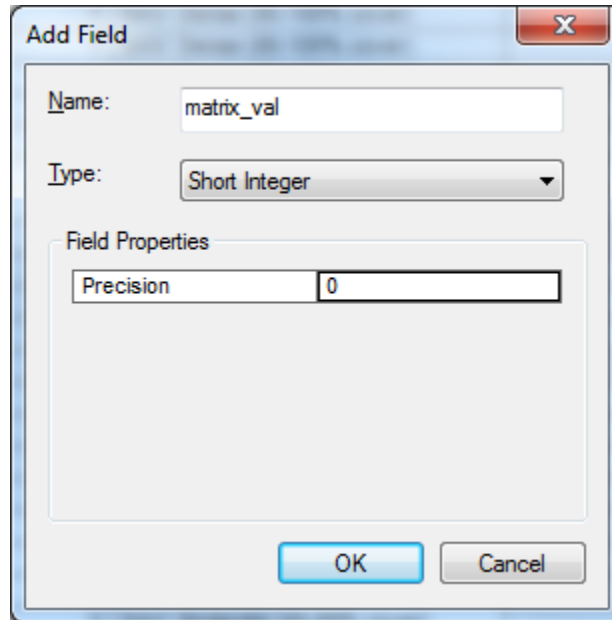 Add Field
Name:
matrix_val
Type:
Short Integer
Field Properties
Precision
0
OK
Cancel